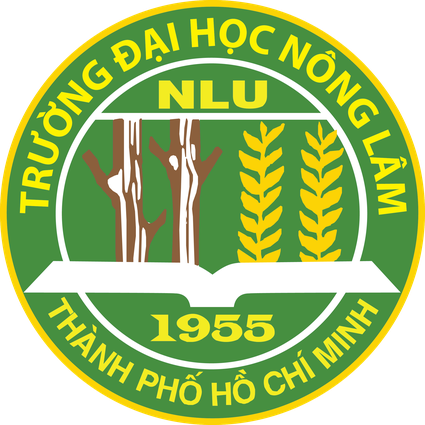 TRƯỜNG ĐẠI HỌC NÔNG LÂM
NLU
1955
THÀNH PHỐ HỒ CHÍ MINH